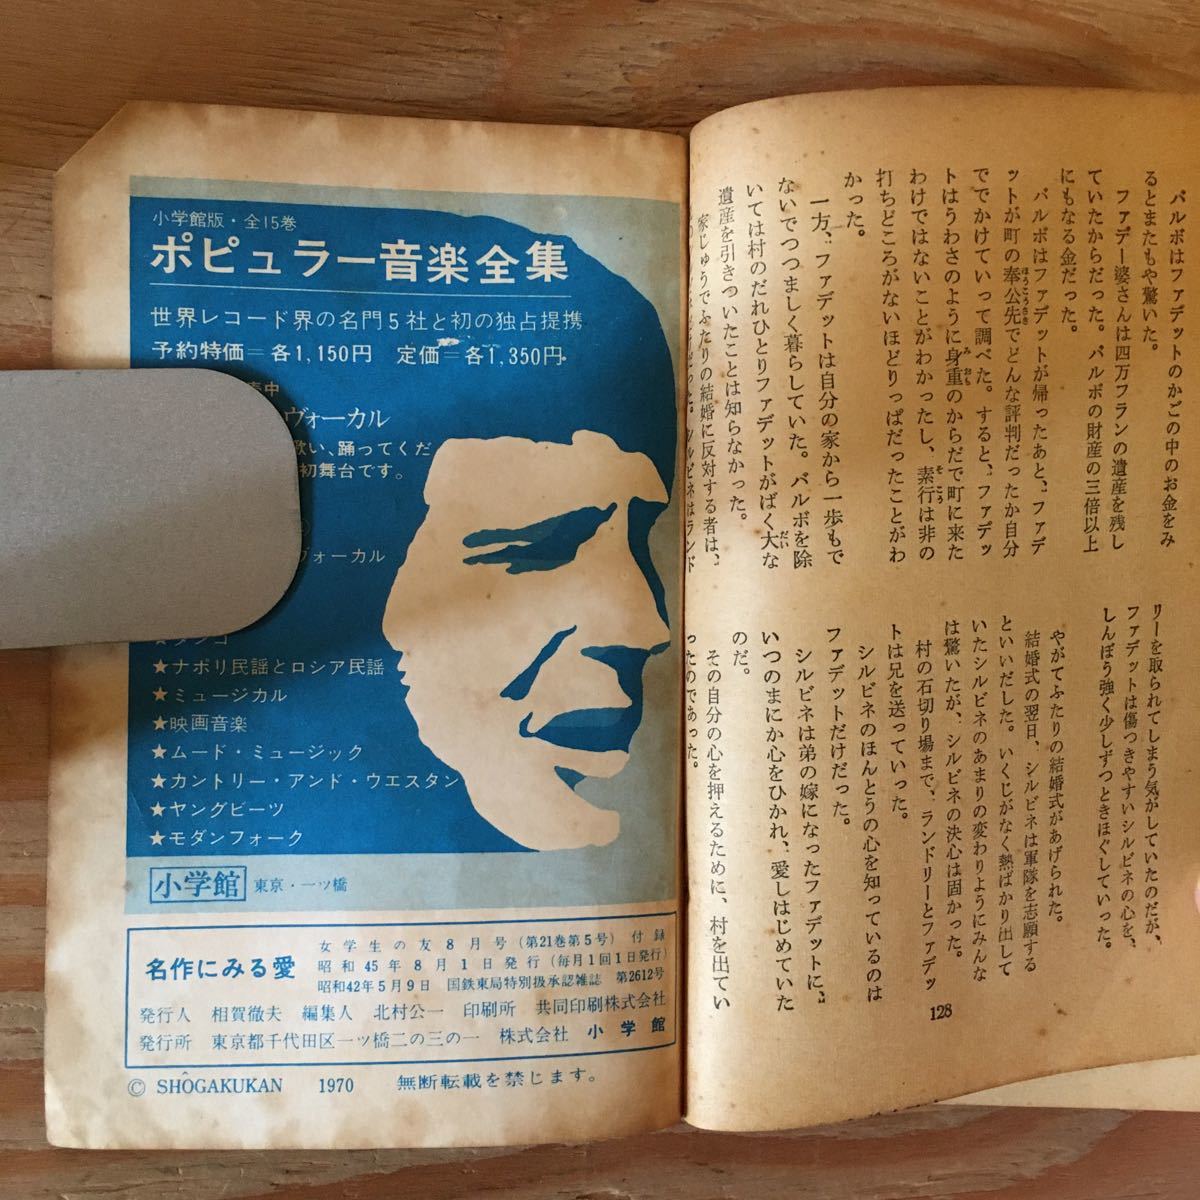 小学館版・全15巻
ポピュラー音楽全集
世界レコード界の名門5社と初の独占提携
予約特価=各1,150円 定価=各1,350円
売中
ヴォーカル
歌い、踊ってくだ
初舞台です。
ヴォーカル
★タンゴ
★ナポリ民謡とロシア民謡
★ミュージカル
★映画音楽
★ムード・ミュージック
★カントリー・アンド・ウエスタン
★ヤングビーツ
★モダンフォーク
小学館 東京・一ツ橋
名作にみる愛
女学生の友8月号(第21巻第5号)付録
昭和45年8月1日発行(毎月1回1日発行)
昭和42年5月9日 国鉄東局特別扱承認雑誌 第2612号
発行人 相賀徹夫 編集人 北村公一 印刷所 共同印刷株式会社
発行所 東京都千代田区一ツ橋二の三の一 株式会社 小学館
© SHŌGAKUKAN 1970 無断転載を禁じます。
バルボはファデットのかごの中のお金をみ
るとまたもや驚いた。
ファデー婆さんは四万フランの遺産を残し
ていたからだった。バルボの財産の三倍以上
にもなる金だった。
バルボはファデットが帰ったあと、ファデ
ットが町の奉公先でどんな評判だったか自分
ででかけていって調べた。すると、ファデッ
トはうわさのように身重のからだで町に来た
わけではないことがわかったし、素行は非の
打ちどころがないほどりっぱだったことがわ
かった。
一方、ファデットは自分の家から一歩もで
ないでつつましく暮らしていた。バルボを除
いては村のだれひとりファデットがばく大な
遺産を引きついたことは知らなかった。
家じゅうでふたりの結婚に反対する者は、
シルビネだけだった。シルビネはランド
リーを取られてしまう気がしていたのだが、
ファデットは傷つきやすいシルビネの心を、
しんぼう強く少しずつときほぐしていった。
やがてふたりの結婚式があげられた。
結婚式の翌日、シルビネは軍隊を志願する
といいだした。いくじがなく熱ばかり出して
いたシルビネのあまりの変わりようにみんな
は驚いたが、シルビネの決心は固かった。
村の石切り場まで、ランドリーとファデッ
トは兄を送っていった。
シルビネのほんとうの心を知っているのは
ファデットだけだった。
シルビネは弟の嫁になったファデットに、
いつのまにか心をひかれ、愛しはじめていた
のだ。
その自分の心を押えるために、村を出てい
ったのであった。
128